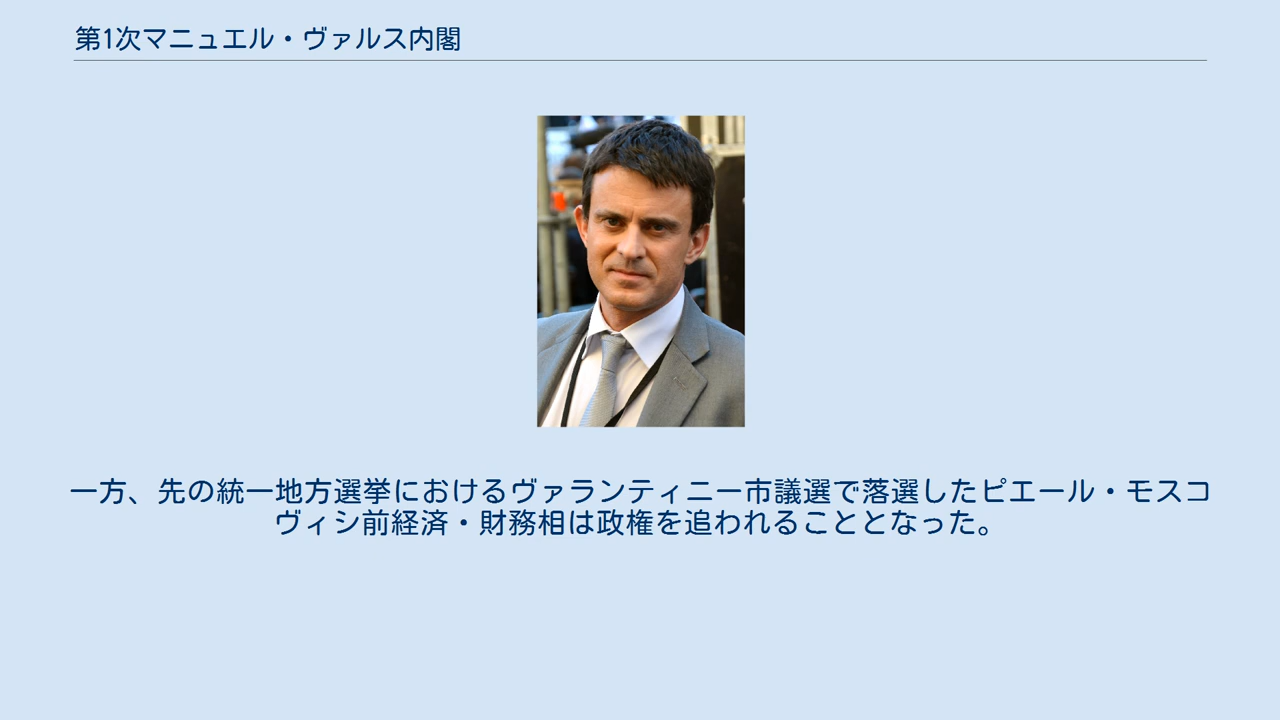 第1次マニュエル・ヴァルス内閣
一方、先の統一地方選挙におけるヴァランティニー市議選で落選したピエール・モスコ
ヴィシ前経済・財務相は政権を追われることとなった。